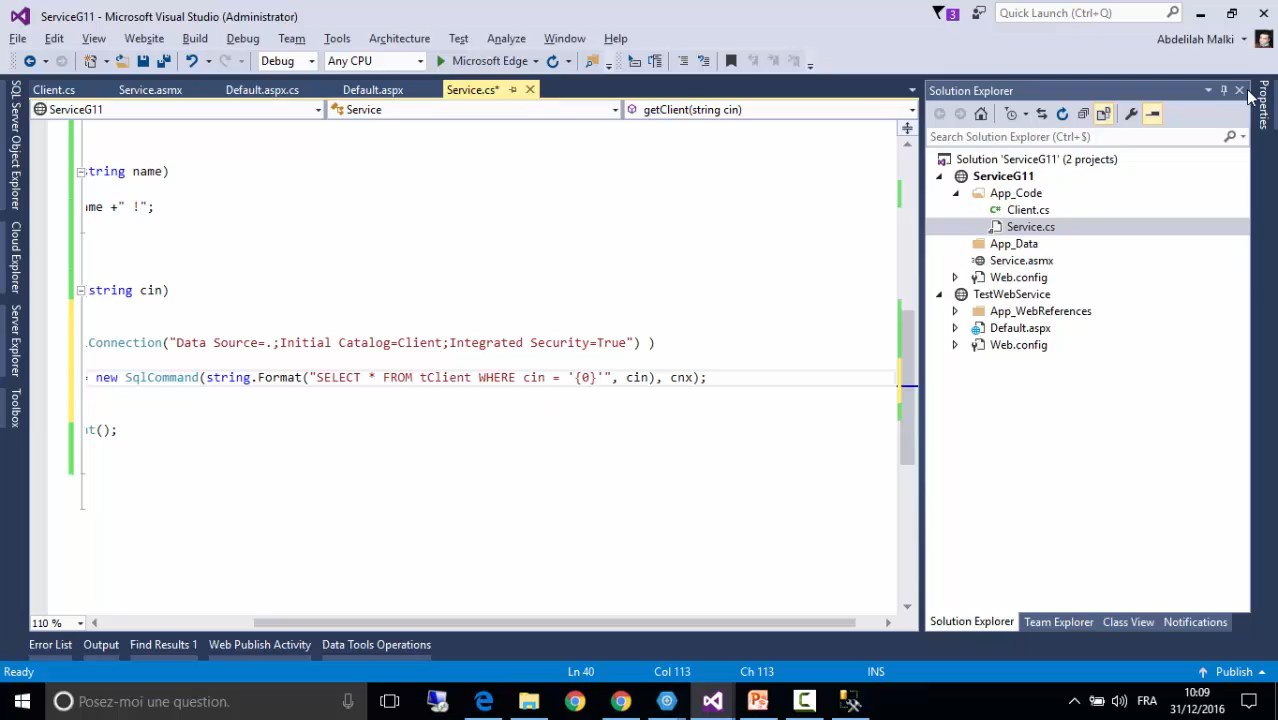 ServiceG11 - Microsoft Visual Studio (Administrator)
3
Quick Launch (Ctrl+Q)
File Edit View Website Build Debug Team Tools Architecture Test Analyze Window Help
Abdelilah Malki
Debug Any CPU Microsoft Edge
Client.cs Service.asmx Default.aspx.cs Default.aspx Service.cs*
ServiceG11 Service getClient(string cin)
SQL Server Object Explorer
Cloud Explorer
Server Explorer
Toolbox
string name)
me +" !";
string cin)
Connection("Data Source=.;Initial Catalog=Client;Integrated Security=True") )
= new SqlCommand(string.Format("SELECT * FROM tClient WHERE cin = '{0}'", cin), cnx);
t();
110 %
Solution Explorer
Search Solution Explorer (Ctrl+$)
Solution 'ServiceG11' (2 projects)
ServiceG11
App_Code
C# Client.cs
Service.cs
App_Data
Service.asmx
Web.config
TestWebService
App_WebReferences
Default.aspx
Web.config
Properties
Solution Explorer Team Explorer Class View Notifications
Error List Output Find Results 1 Web Publish Activity Data Tools Operations
Ready Ln 40 Col 113 Ch 113 INS Publish
Posez-moi une question.
FRA
10:09
31/12/2016